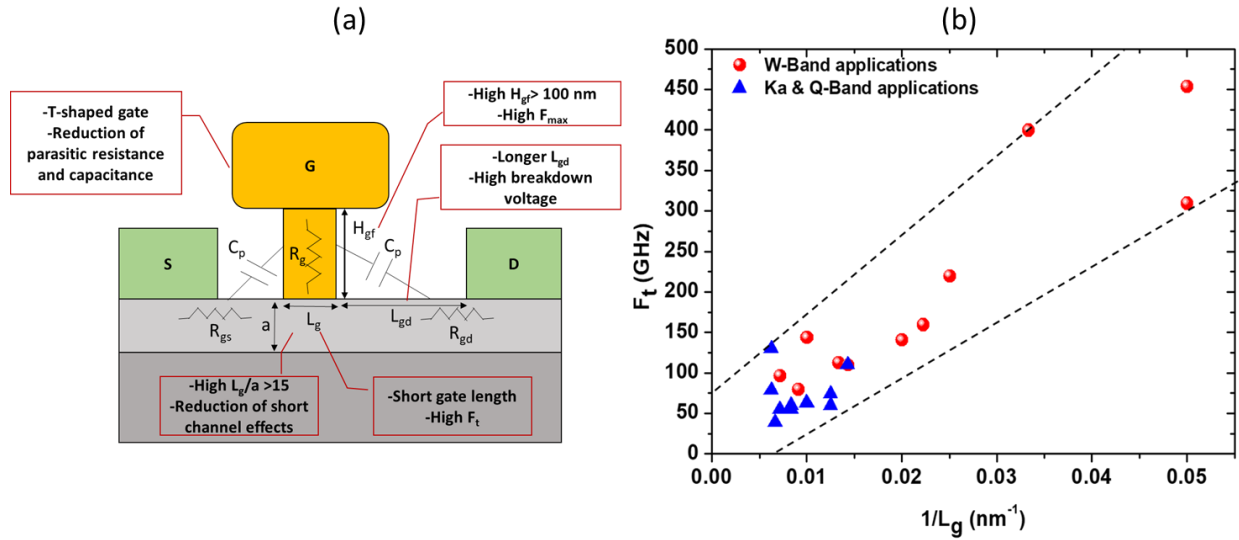 (a)
-T-shaped gate
-Reduction of
parasitic resistance
and capacitance
-High Hgf> 100 nm
-High Fmax
-Longer Lgd
-High breakdown
voltage
G
Hgf
Cp
Rg
Cp
S
D
Rgs
a
Lg
Lgd
Rgd
-High Lg/a >15
-Reduction of short
channel effects
-Short gate length
-High Ft
(b)
W-Band applications
Ka & Q-Band applications
Ft (GHz)
500
450
400
350
300
250
200
150
100
50
0
0.00 0.01 0.02 0.03 0.04 0.05
1/Lg (nm-1)